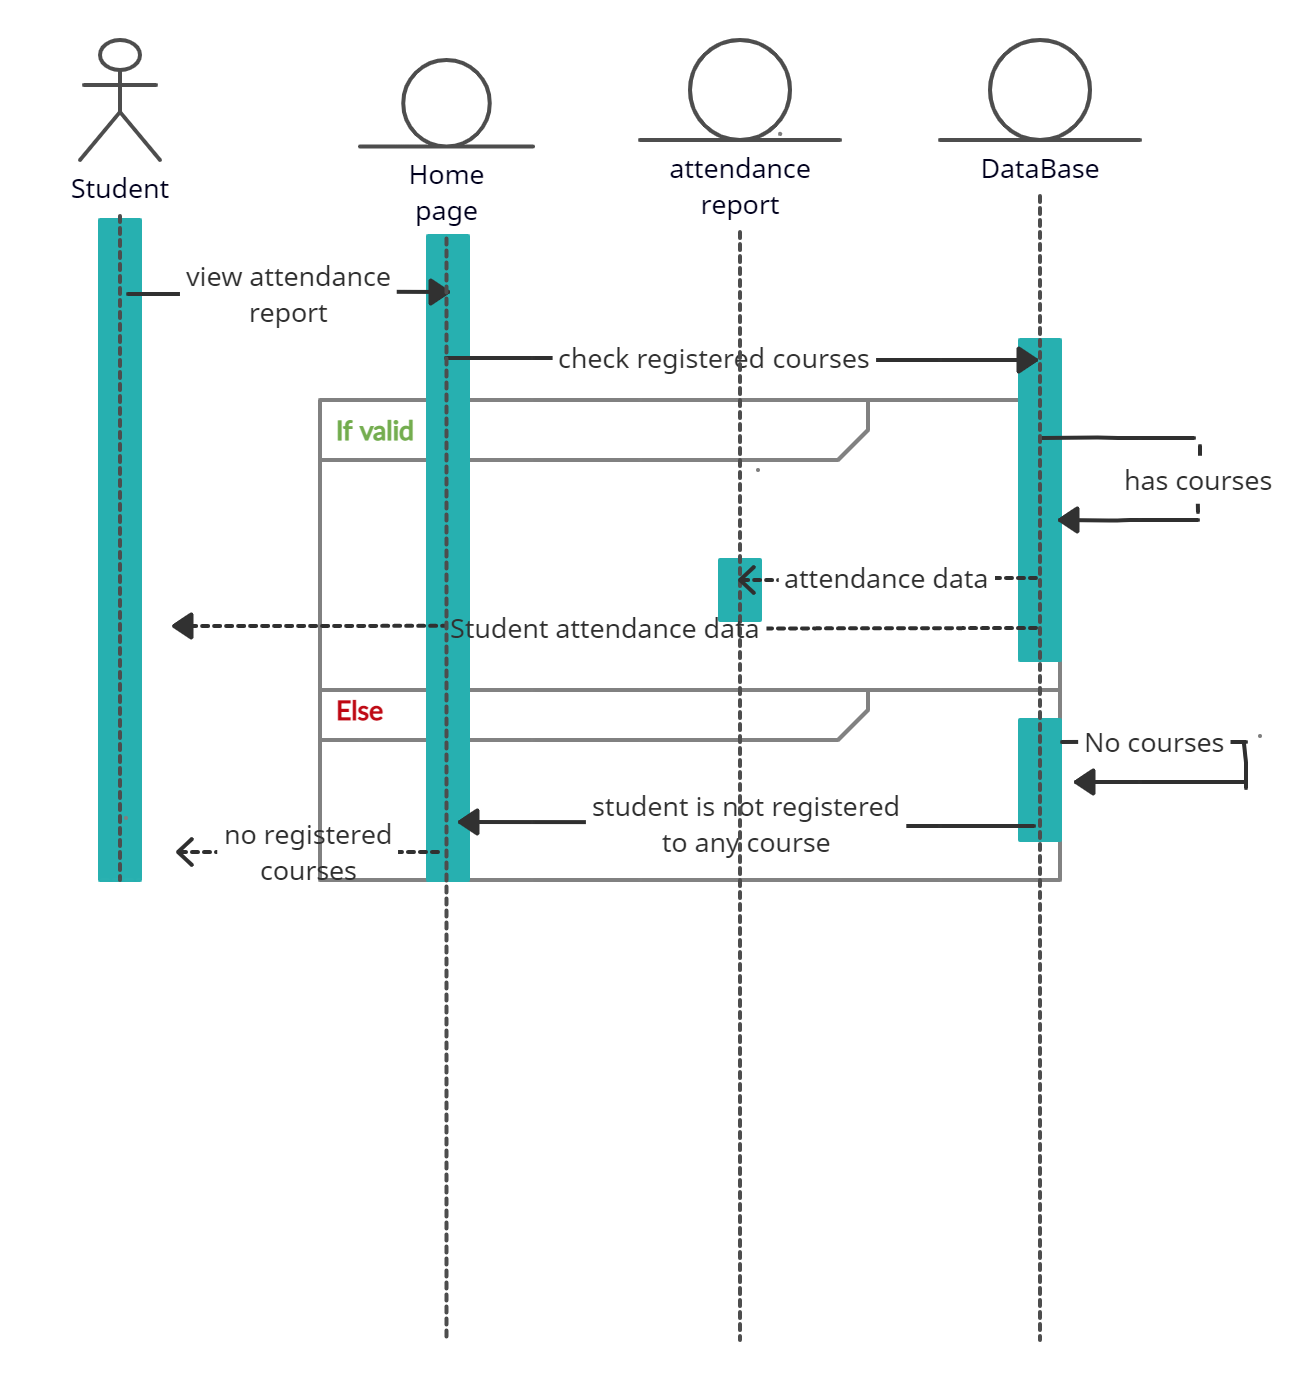 Student
Home
page
attendance
report
DataBase
view attendance
report
check registered courses
If valid
has courses
attendance data
Student attendance data
Else
No courses
student is not registered
to any course
no registered
courses